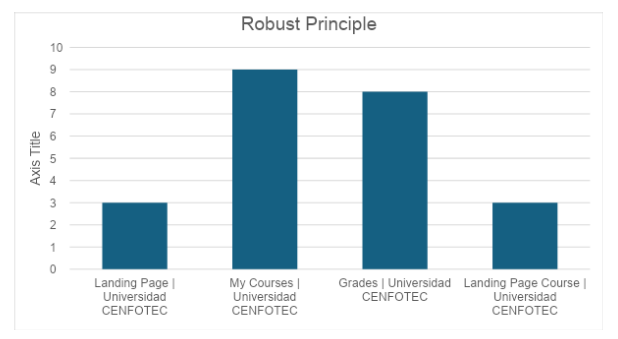 Robust Principle
10
9
8
7
6
5
4
3
2
1
0
Axis Title
Landing Page |
Universidad
CENFOTEC
My Courses |
Universidad
CENFOTEC
Grades | Universidad
CENFOTEC
Landing Page Course |
Universidad
CENFOTEC